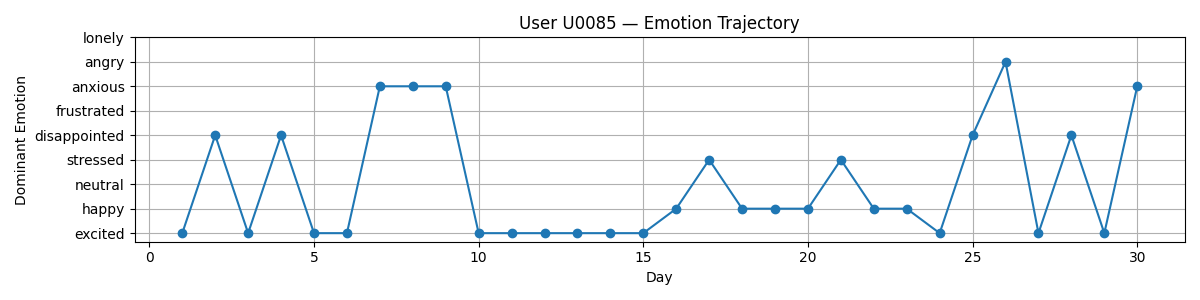 User U0085 — Emotion Trajectory
Dominant Emotion
lonely
angry
anxious
frustrated
disappointed
stressed
neutral
happy
excited
0 5 10 15 20 25 30
Day